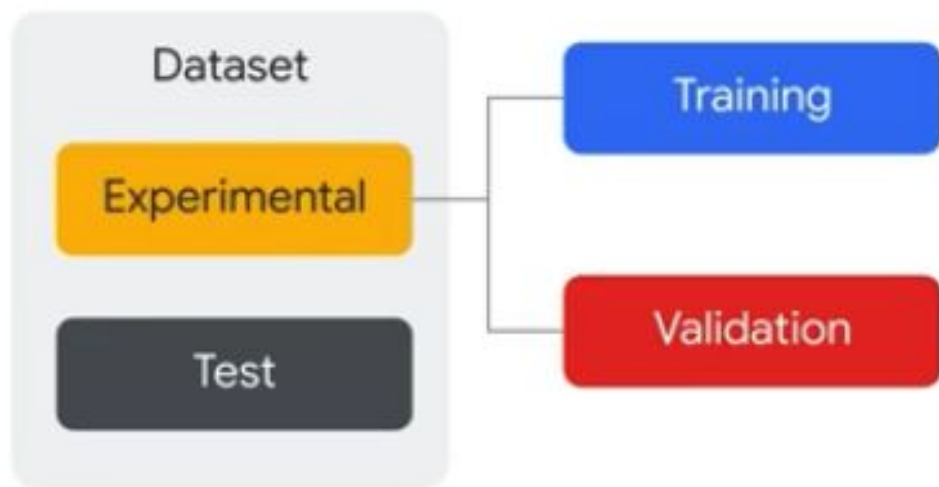 Dataset
Experimental
Test
Training
Validation